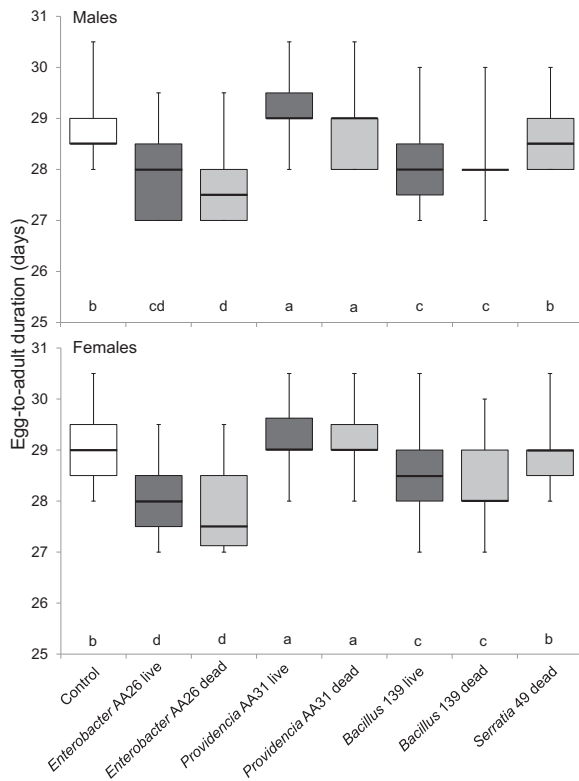 Egg-to-adult duration (days)
Males
31
30
29
28
27
26
25
b cd d a a c c b
Females
31
30
29
28
27
26
25
b d d a a c c b
Control
Enterobacter AA26 live
Enterobacter AA26 dead
Providencia AA31 live
Providencia AA31 dead
Bacillus 139 live
Bacillus 139 dead
Serratia 49 dead